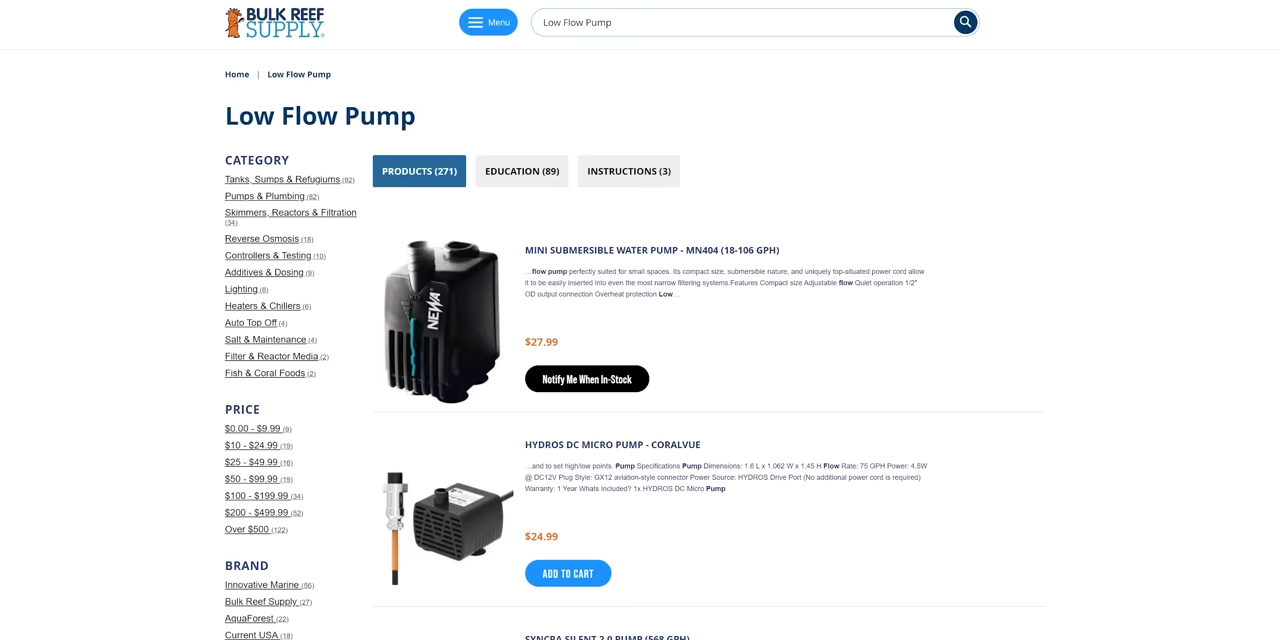 BULK REEF
SUPPLY®
Menu
Low Flow Pump
Home | Low Flow Pump
Low Flow Pump
CATEGORY
Tanks, Sumps & Refugiums (92)
Pumps & Plumbing (82)
Skimmers, Reactors & Filtration
(34)
Reverse Osmosis (18)
Controllers & Testing (10)
Additives & Dosing (9)
Lighting (8)
Heaters & Chillers (6)
Auto Top Off (4)
Salt & Maintenance (4)
Filter & Reactor Media (2)
Fish & Coral Foods (2)
PRICE
$0.00 - $9.99 (9)
$10 - $24.99 (19)
$25 - $49.99 (16)
$50 - $99.99 (19)
$100 - $199.99 (34)
$200 - $499.99 (52)
Over $500 (122)
BRAND
Innovative Marine (56)
Bulk Reef Supply (27)
AquaForest (22)
Current USA (18)
PRODUCTS (271) EDUCATION (89) INSTRUCTIONS (3)
NEWA
MINI SUBMERSIBLE WATER PUMP - MN404 (18-106 GPH)
...flow pump perfectly suited for small spaces. Its compact size, submersible nature, and uniquely top-situated power cord allow
it to be easily inserted into even the most narrow filtering systems.Features Compact size Adjustable flow Quiet operation 1/2"
OD output connection Overheat protection Low...
$27.99
Notify Me When In-Stock
HYDROS DC MICRO PUMP - CORALVUE
...and to set high/low points. Pump Specifications Pump Dimensions: 1.6 L x 1.062 W x 1.45 H Flow Rate: 75 GPH Power: 4.5W
@ DC12V Plug Style: GX12 aviation-style connector Power Source: HYDROS Drive Port (No additional power cord is required)
Warranty: 1 Year Whats Included? 1x HYDROS DC Micro Pump
$24.99
ADD TO CART
SYNCRA SILENT 2.0 PUMP (568 GPH)